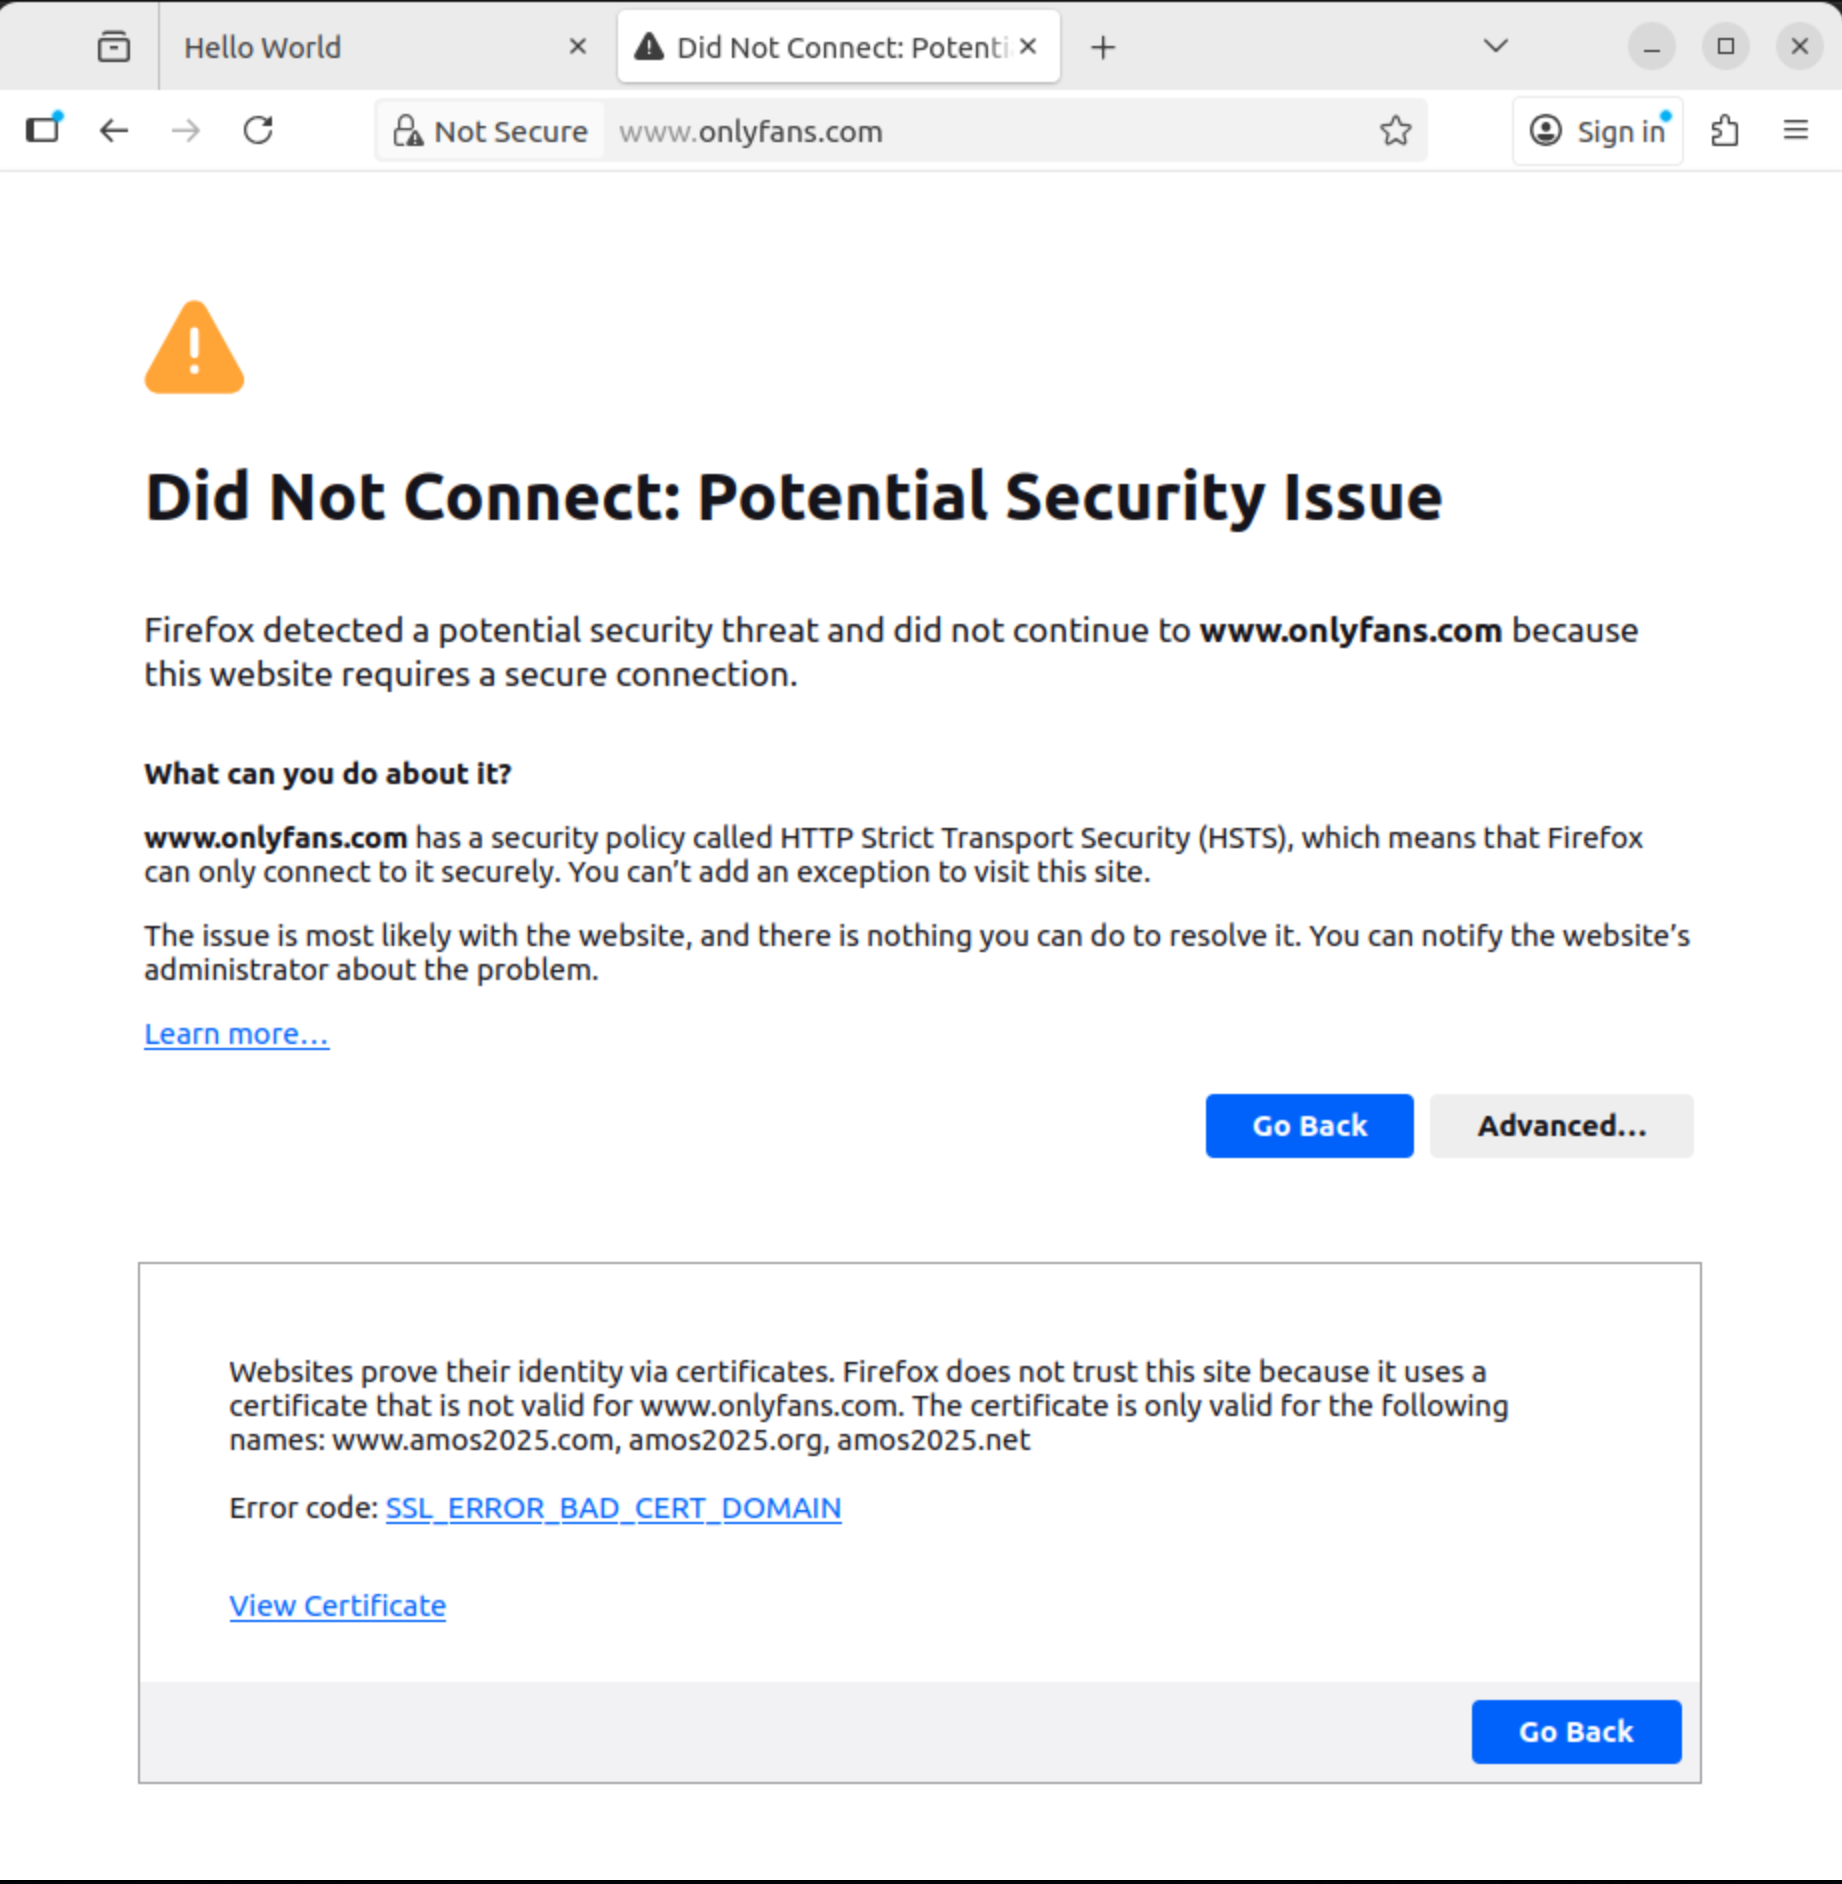 Hello World
Did Not Connect: Potenti
Not Secure
www.onlyfans.com
Sign in
Did Not Connect: Potential Security Issue
Firefox detected a potential security threat and did not continue to www.onlyfans.com because
this website requires a secure connection.
What can you do about it?
www.onlyfans.com has a security policy called HTTP Strict Transport Security (HSTS), which means that Firefox
can only connect to it securely. You can’t add an exception to visit this site.
The issue is most likely with the website, and there is nothing you can do to resolve it. You can notify the website’s
administrator about the problem.
Learn more…
Go Back
Advanced…
Websites prove their identity via certificates. Firefox does not trust this site because it uses a
certificate that is not valid for www.onlyfans.com. The certificate is only valid for the following
names: www.amos2025.com, amos2025.org, amos2025.net
Error code: SSL_ERROR_BAD_CERT_DOMAIN
View Certificate
Go Back